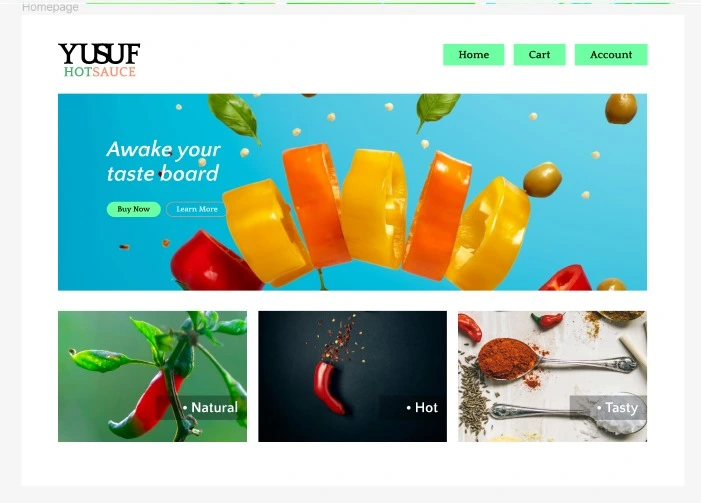 Homepage
YUSUF
HOTSAUCE
Home
Cart
Account
Awake your
taste board
Buy Now
Learn More
• Natural
• Hot
• Tasty